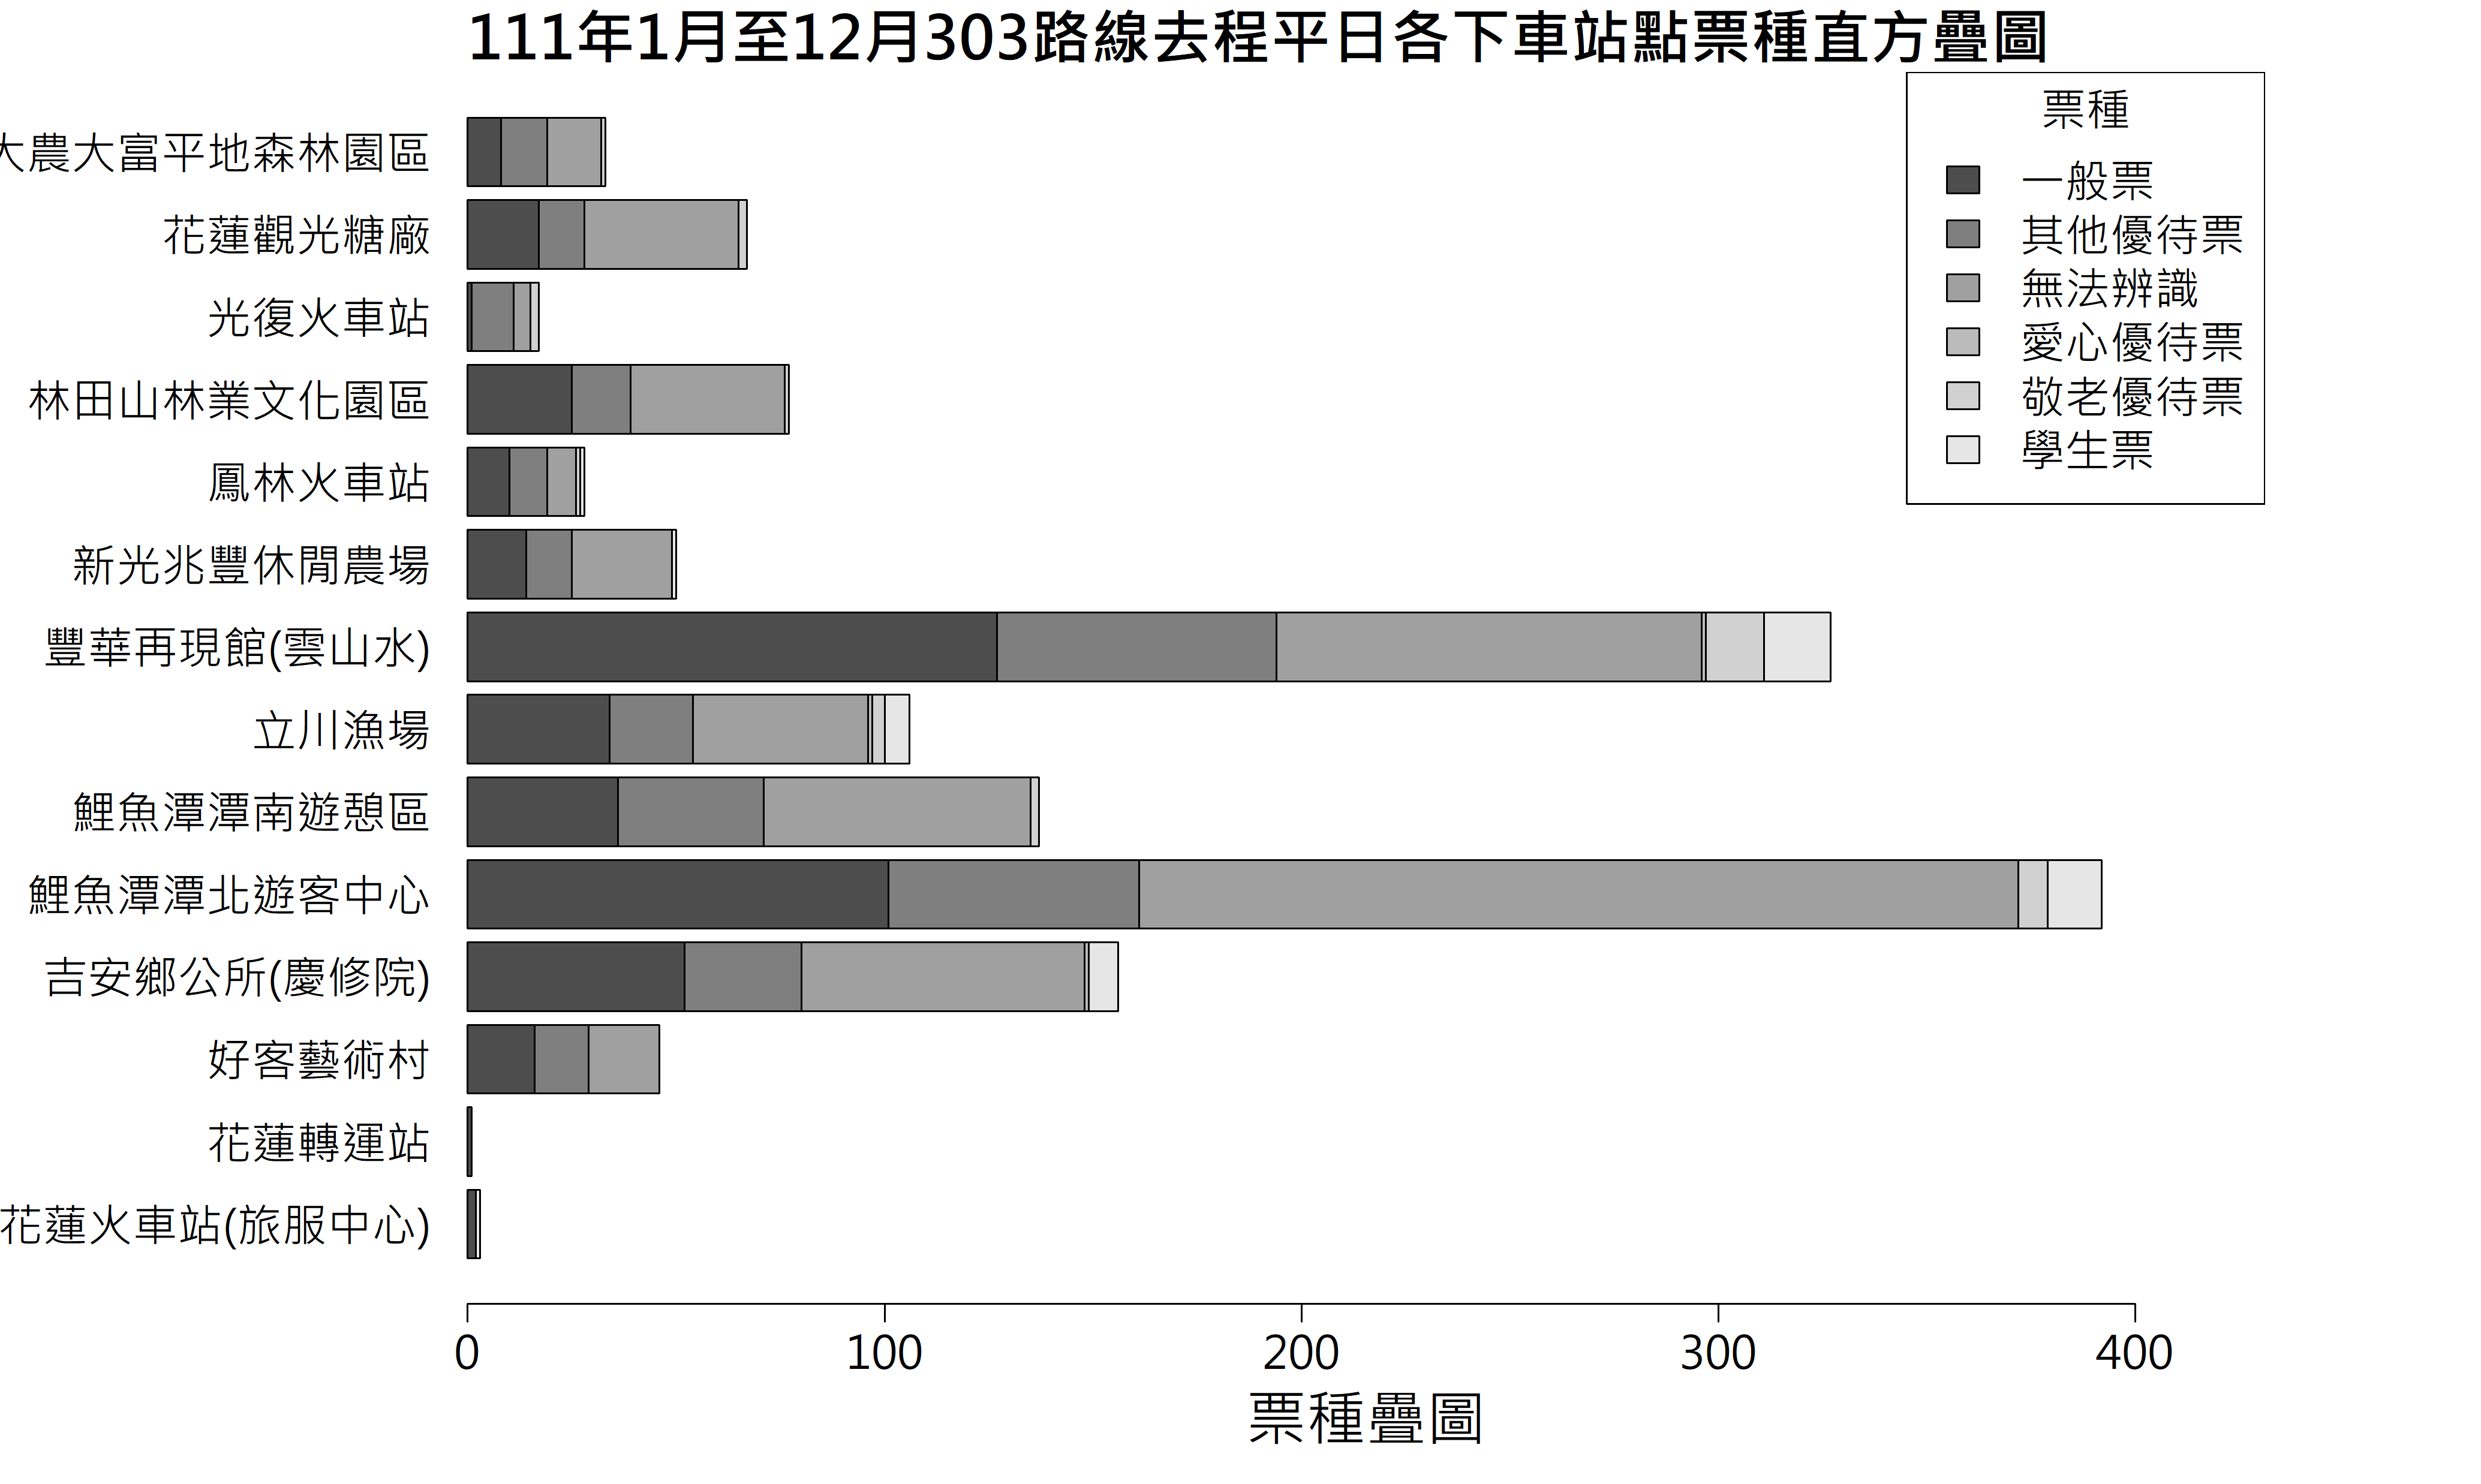 111年1月至12月303路線去程平日各下車站點票種直方疊圖
票種
一般票
其他優待票
無法辨識
愛心優待票
敬老優待票
學生票
大農大富平地森林園區
花蓮觀光糖廠
光復火車站
林田山林業文化園區
鳳林火車站
新光兆豐休閒農場
豐華再現館(雲山水)
立川漁場
鯉魚潭潭南遊憩區
鯉魚潭潭北遊客中心
吉安鄉公所(慶修院)
好客藝術村
花蓮轉運站
花蓮火車站(旅服中心)
0 100 200 300 400
票種疊圖